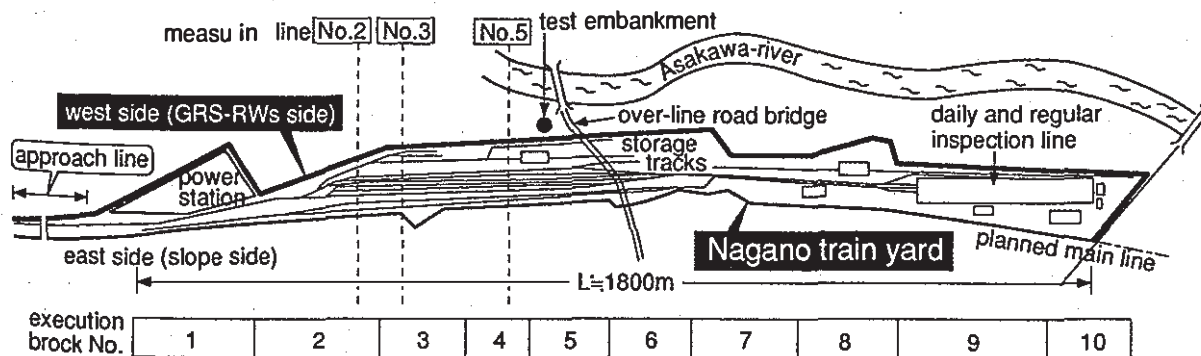 measu in line No.2 No.3 No.5 test embankment
Asakawa-river
west side (GRS-RWs side)
over-line road bridge
daily and regular
inspection line
approach line
power
station
storage
tracks
Nagano train yard
planned main line
east side (slope side)
L≒1800m
execution
brock No.
1 2 3 4 5 6 7 8 9 10